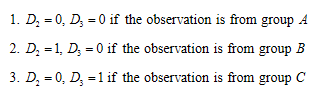 1. D₂ = 0, D₃ = 0 if the observation is from group A
2. D₂ = 1, D₃ = 0 if the observation is from group B
3. D₂ = 0, D₃ = 1 if the observation is from group C